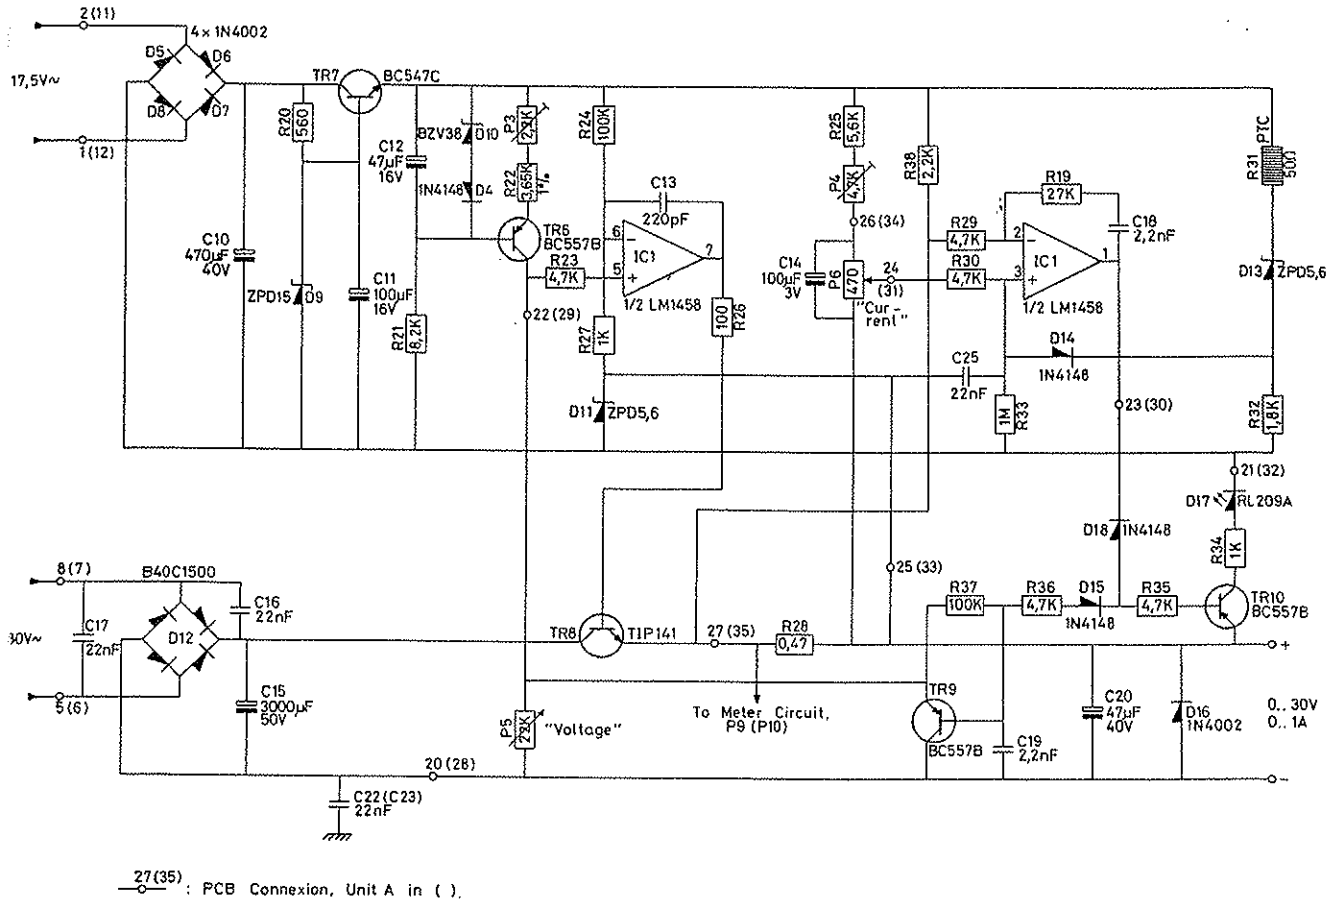 2(11)
4 x 1N4002
D5
D6
17,5V~
TR7
BC547C
D8
D7
1(12)
R20
560
C12
47µF
16V
BZV38
D10
1N4148
D4
P3
2,2K
R22
3,65K
1%
R24
100K
C13
220pF
TR6
BC557B
R23
4,7K
6
5
7
IC1
1/2 LM1458
R25
5,6K
P4
4,7K
26(34)
R38
2,2K
R19
27K
C18
2,2nF
R29
4,7K
R30
4,7K
2
3
1
IC1
1/2 LM1458
PTC
R31
50Ω
C10
470µF
40V
ZPD15
D9
C11
100µF
16V
R21
8,2K
22(29)
R27
1K
100
R26
C14
100µF
3V
P6
470
24
(31)
"Cur-
rent"
D13
ZPD5,6
D14
1N4148
C25
22nF
D11
ZPD5,6
1M
R33
23(30)
R32
1,8K
21(32)
D17
RL209A
D18
1N4148
R34
1K
8(7)
B40C1500
C16
22nF
C17
22nF
30V~
D12
5(6)
C15
3000µF
50V
25(33)
TR8
TIP141
27(35)
R28
0,47
R37
100K
R36
4,7K
D15
1N4148
R35
4,7K
TR10
BC557B
+
To Meter Circuit,
P9(P10)
TR9
BC557B
C19
2,2nF
C20
47µF
40V
D16
1N4002
0..30V
0..1A
P5
22K
"Voltage"
20(28)
-
C22(C23)
22nF
27(35)
: PCB Connexion, Unit A in ( ).